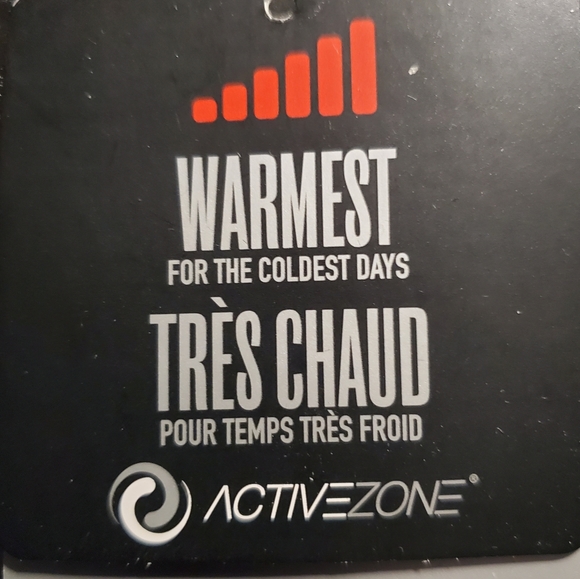 WARMEST
FOR THE COLDEST DAYS
TRÈS CHAUD
POUR TEMPS TRÈS FROID
ACTIVEZONE®